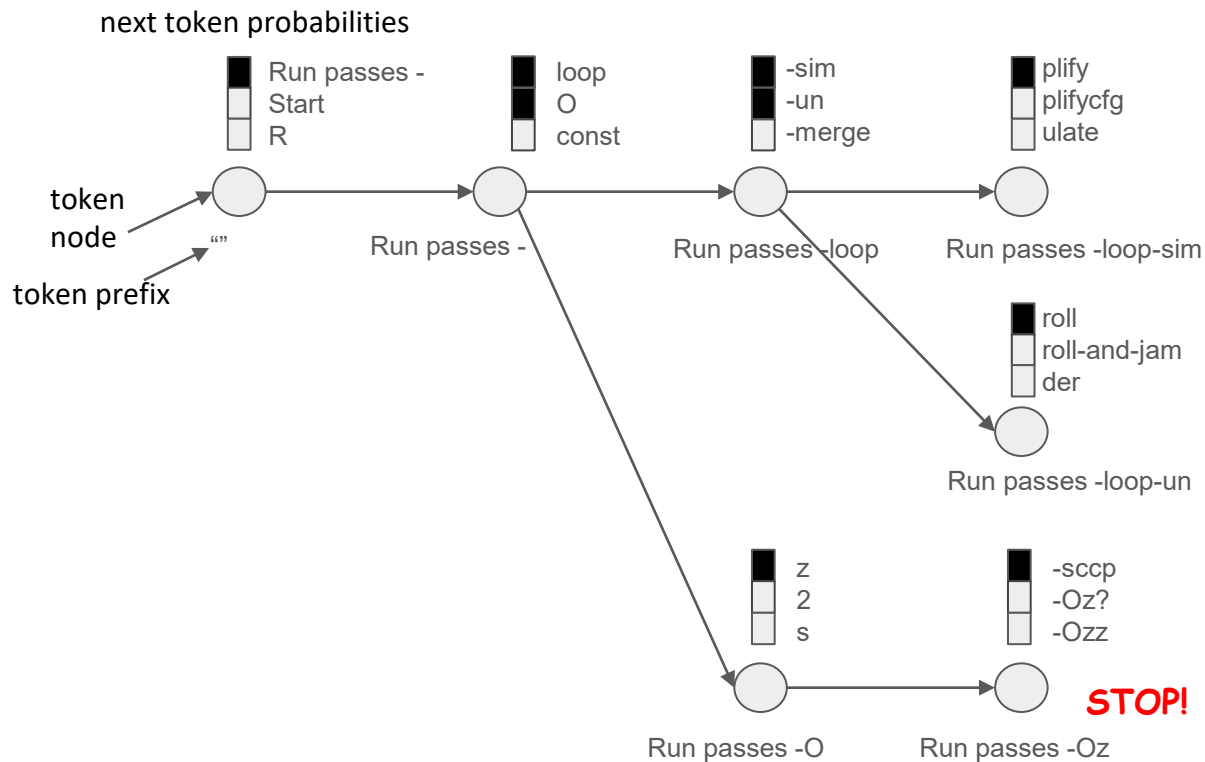 next token probabilities
Run passes -
Start
R
loop
O
const
-sim
-un
-merge
plify
plifycfg
ulate
token
node
“”
token prefix
Run passes -
Run passes -loop
Run passes -loop-sim
roll
roll-and-jam
der
Run passes -loop-un
z
2
s
-sccp
-Oz?
-Ozz
STOP!
Run passes -O
Run passes -Oz